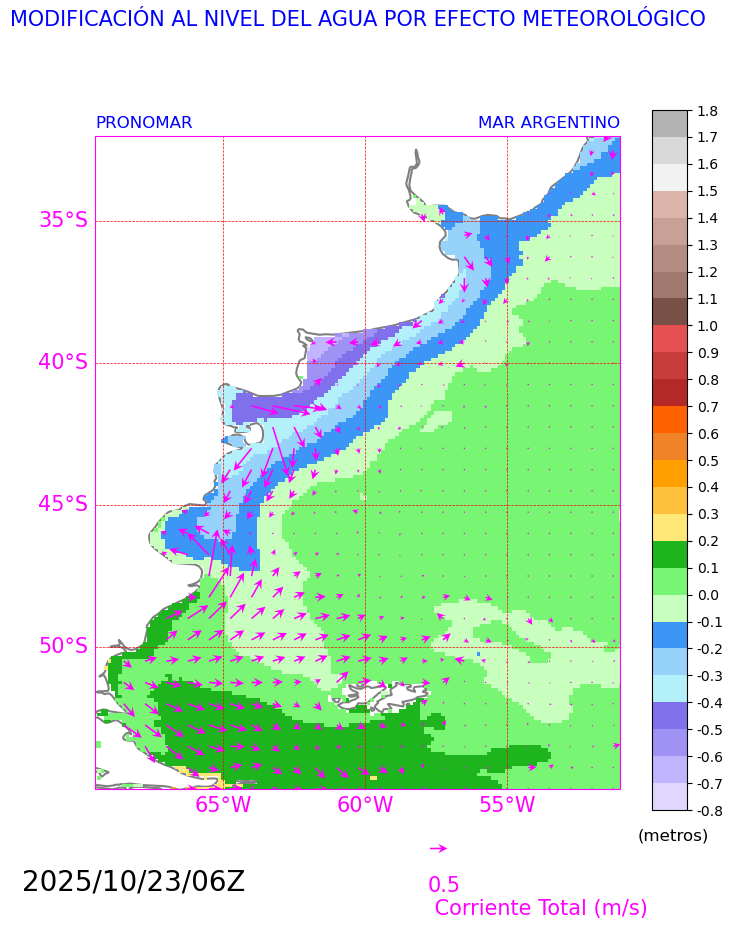 MODIFICACIÓN AL NIVEL DEL AGUA POR EFECTO METEOROLÓGICO
PRONOMAR MAR ARGENTINO
35°S
40°S
45°S
50°S
65°W 60°W 55°W
1.8
1.7
1.6
1.5
1.4
1.3
1.2
1.1
1.0
0.9
0.8
0.7
0.6
0.5
0.4
0.3
0.2
0.1
0.0
-0.1
-0.2
-0.3
-0.4
-0.5
-0.6
-0.7
-0.8
(metros)
2025/10/23/06Z
0.5
Corriente Total (m/s)